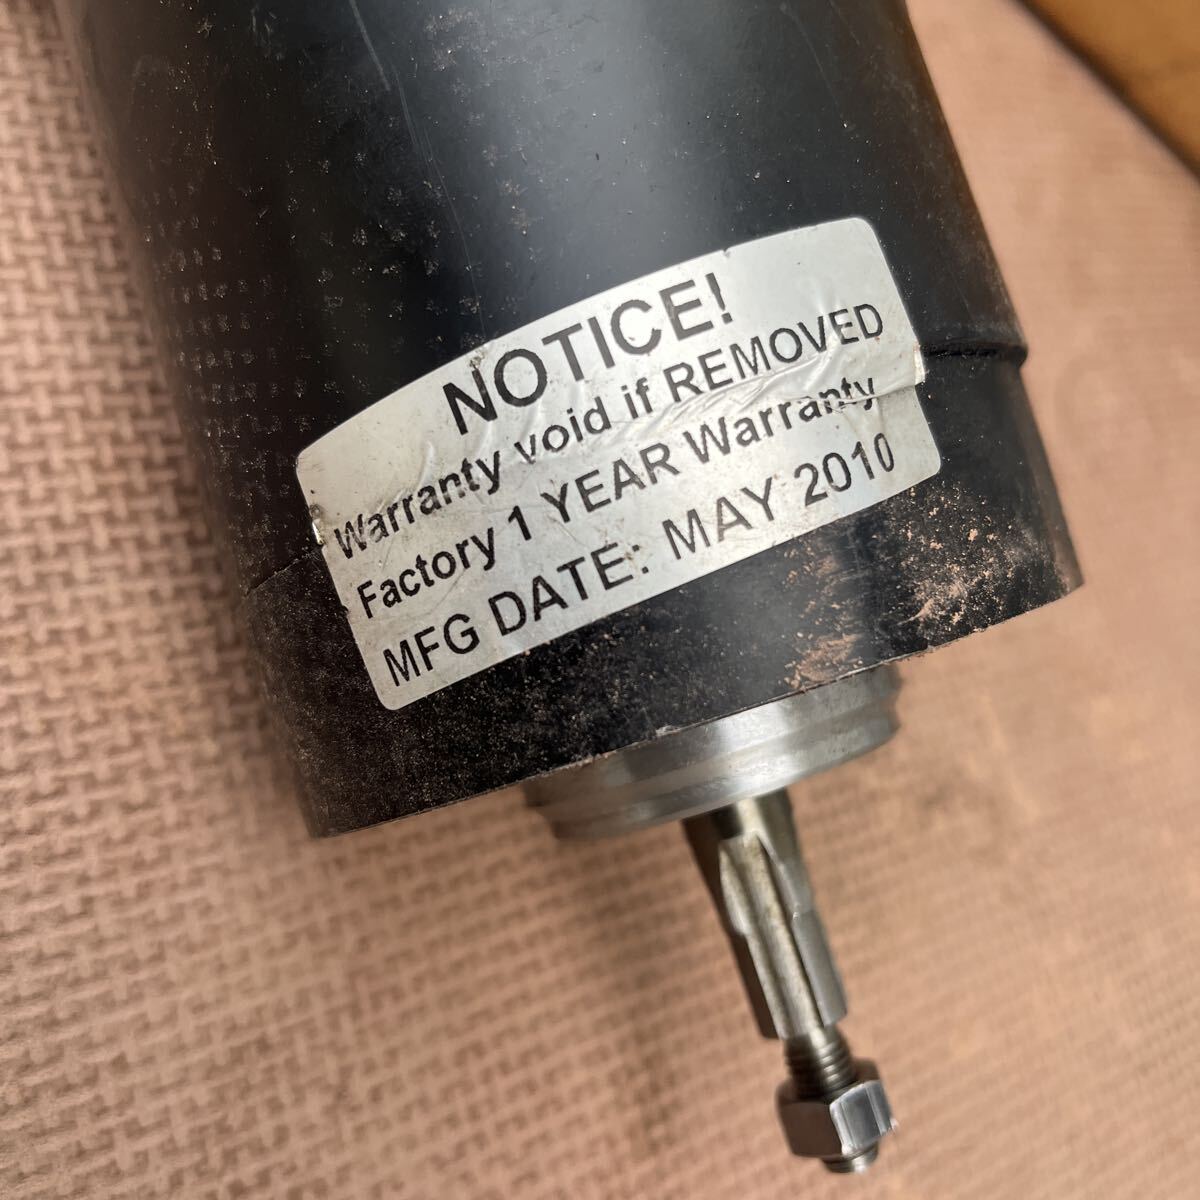 NOTICE!
Warranty void if REMOVED
Factory 1 YEAR Warranty
MFG DATE: MAY 2010